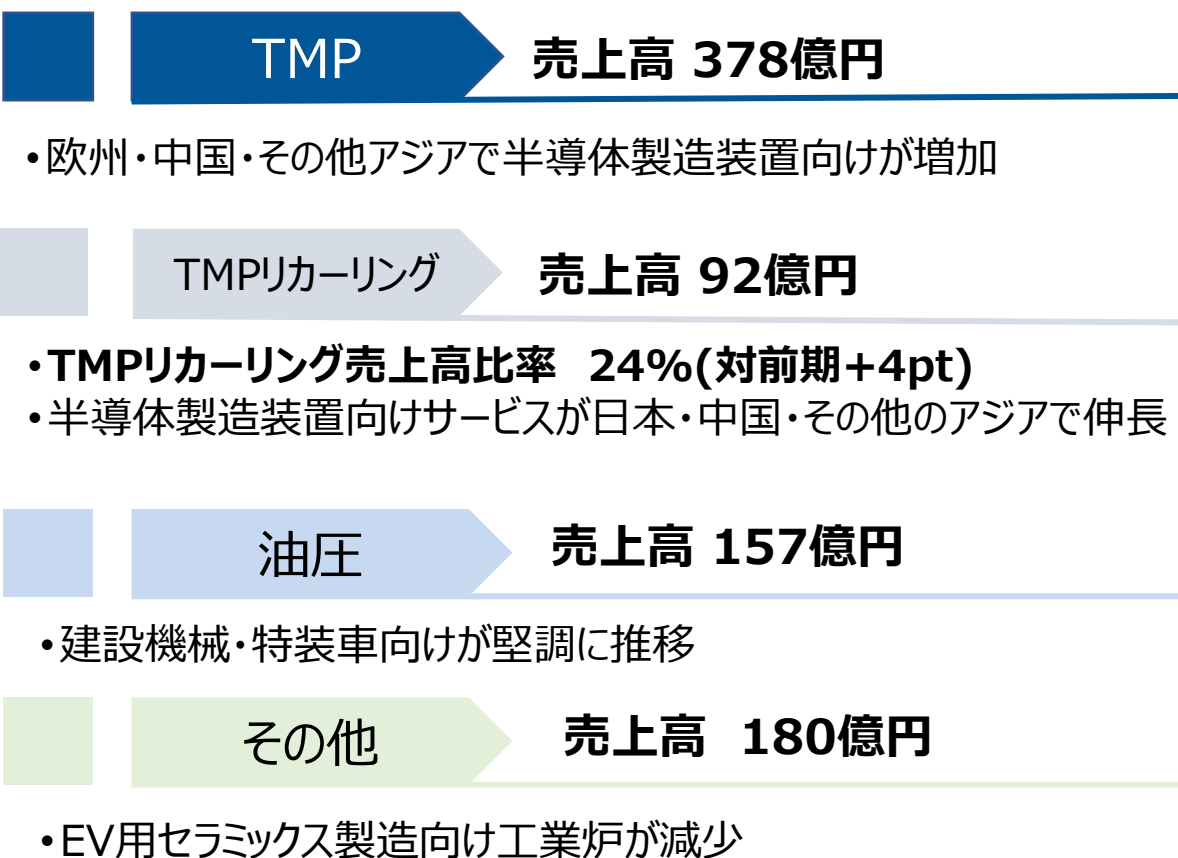 TMP 売上高 378億円
•欧州・中国・その他アジアで半導体製造装置向けが増加
TMPリカーリング 売上高 92億円
•TMPリカーリング売上高比率 24%(対前期+4pt)
•半導体製造装置向けサービスが日本・中国・その他のアジアで伸長
油圧 売上高 157億円
•建設機械・特装車向けが堅調に推移
その他 売上高 180億円
•EV用セラミックス製造向け工業炉が減少